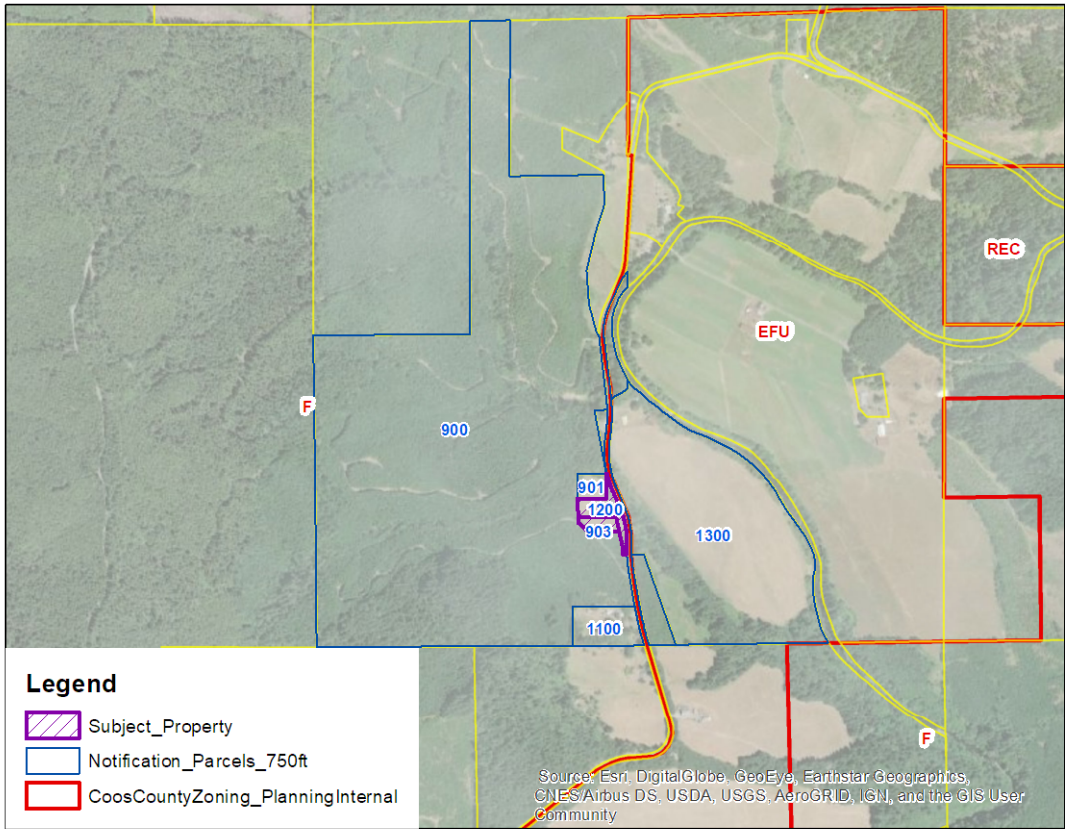 REC
EFU
F
900
901
1200
903
1300
1100
F
Legend
Subject_Property
Notification_Parcels_750ft
CoosCountyZoning_PlanningInternal
Source: Esri, DigitalGlobe, GeoEye, Earthstar Geographics,
CNES/Airbus DS, USDA, USGS, AeroGRID, IGN, and the GIS User
Community